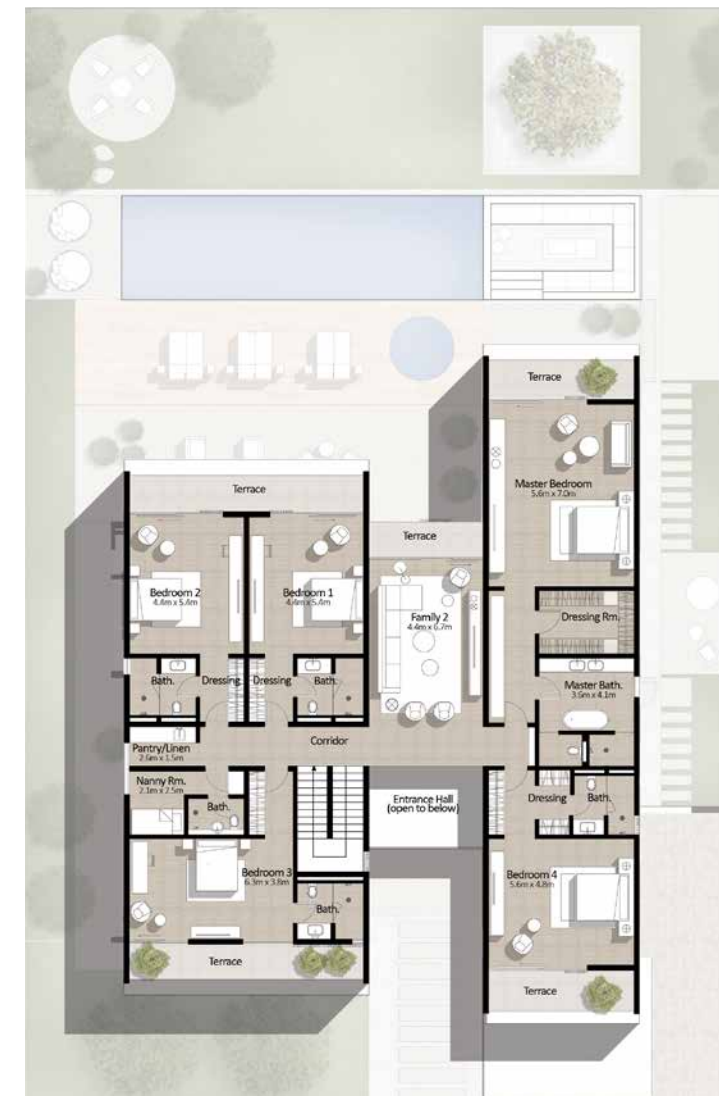 Terrace
Master Bedroom
5.6m x 7.0m
Terrace
Terrace
Bedroom 2
4.4m x 5.4m
Bedroom 1
4.4m x 5.4m
Family 2
4.4m x 6.7m
Dressing Rm.
Bath.
Dressing
Dressing
Bath.
Master Bath.
3.6m x 4.1m
Corridor
Pantry/Linen
2.6m x 1.5m
Nanny Rm.
2.1m x 2.5m
Bath.
Entrance Hall
(open to below)
Dressing
Bath.
Bedroom 3
6.3m x 3.8m
Bedroom 4
5.6m x 4.8m
Bath.
Terrace
Terrace